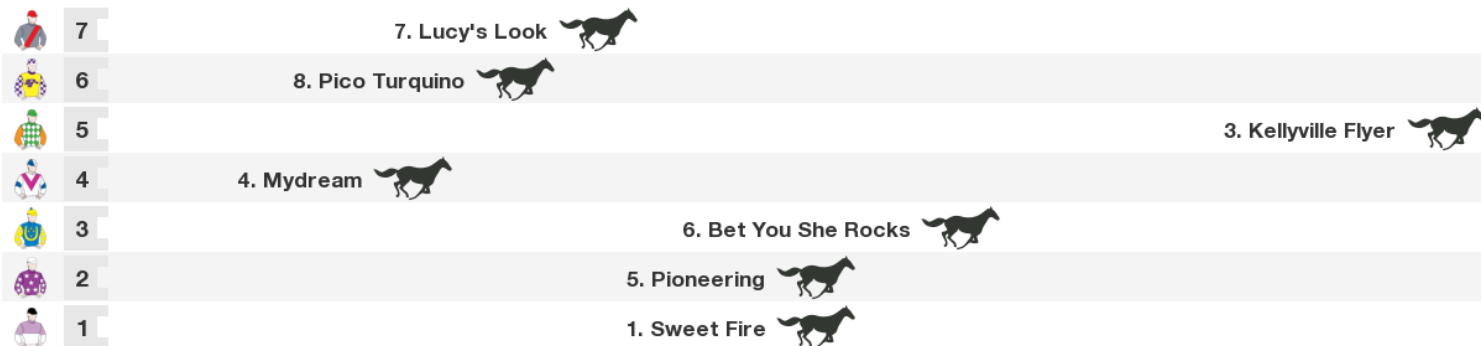 7 7. Lucy's Look
6 8. Pico Turquino
5 3. Kellyville Flyer
4 4. Mydream
3 6. Bet You She Rocks
2 5. Pioneering
1 1. Sweet Fire